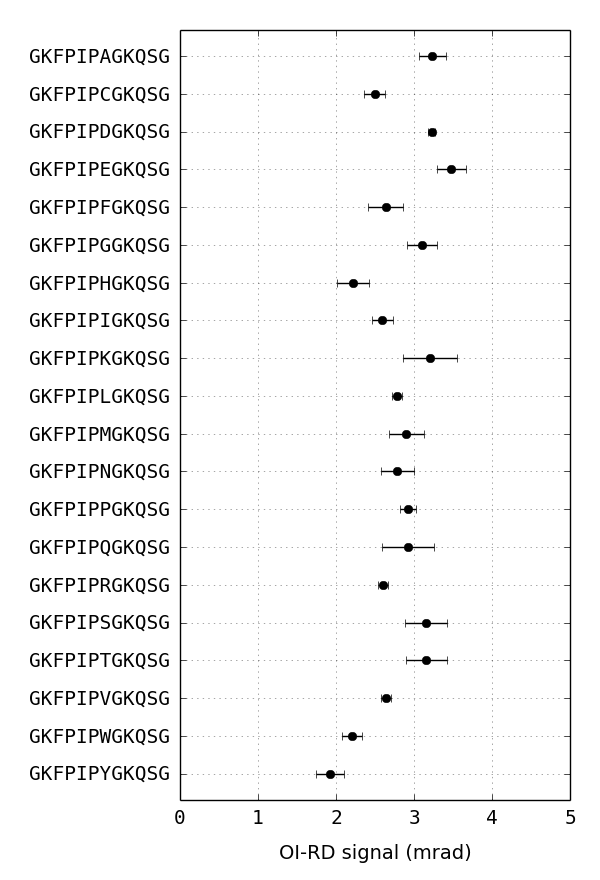 GKFPIPAGKQSG
GKFPIPCGKQSG
GKFPIPDGKQSG
GKFPIPEGKQSG
GKFPIPFGKQSG
GKFPIPGGKQSG
GKFPIPHGKQSG
GKFPIPIGKQSG
GKFPIPKGKQSG
GKFPIPLGKQSG
GKFPIPMGKQSG
GKFPIPNGKQSG
GKFPIPPGKQSG
GKFPIPQGKQSG
GKFPIPRGKQSG
GKFPIPSGKQSG
GKFPIPTGKQSG
GKFPIPVGKQSG
GKFPIPWGKQSG
GKFPIPYGKQSG
0 1 2 3 4 5
OI-RD signal (mrad)